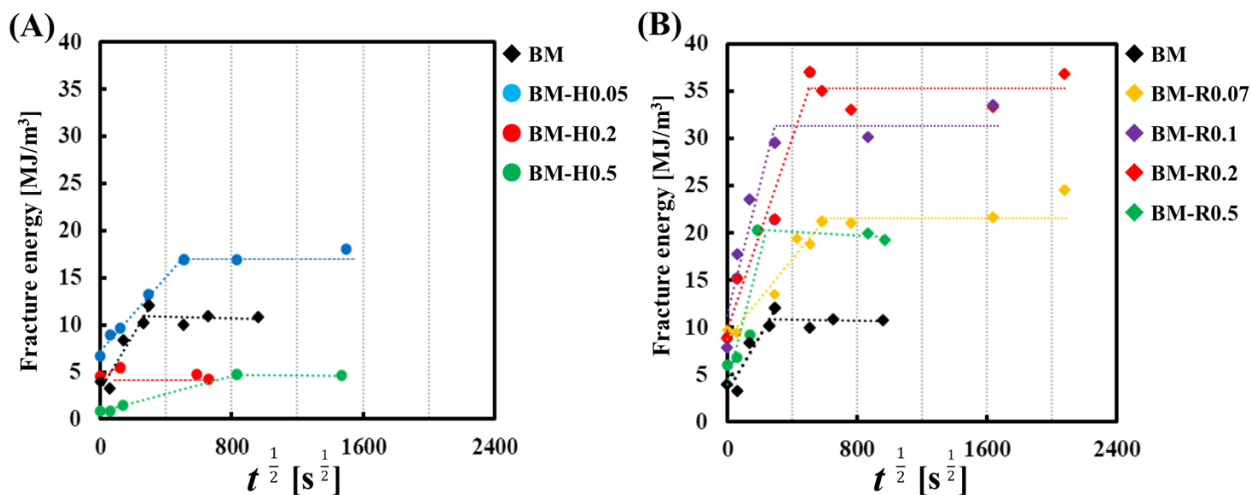 (A)
40
35
30
25
20
15
10
5
0
Fracture energy [MJ/m³]
0 800 1600 2400
t ½ [s ½]
BM
BM-H0.05
BM-H0.2
BM-H0.5
(B)
40
35
30
25
20
15
10
5
0
Fracture energy [MJ/m³]
0 800 1600 2400
t ½ [s ½]
BM
BM-R0.07
BM-R0.1
BM-R0.2
BM-R0.5